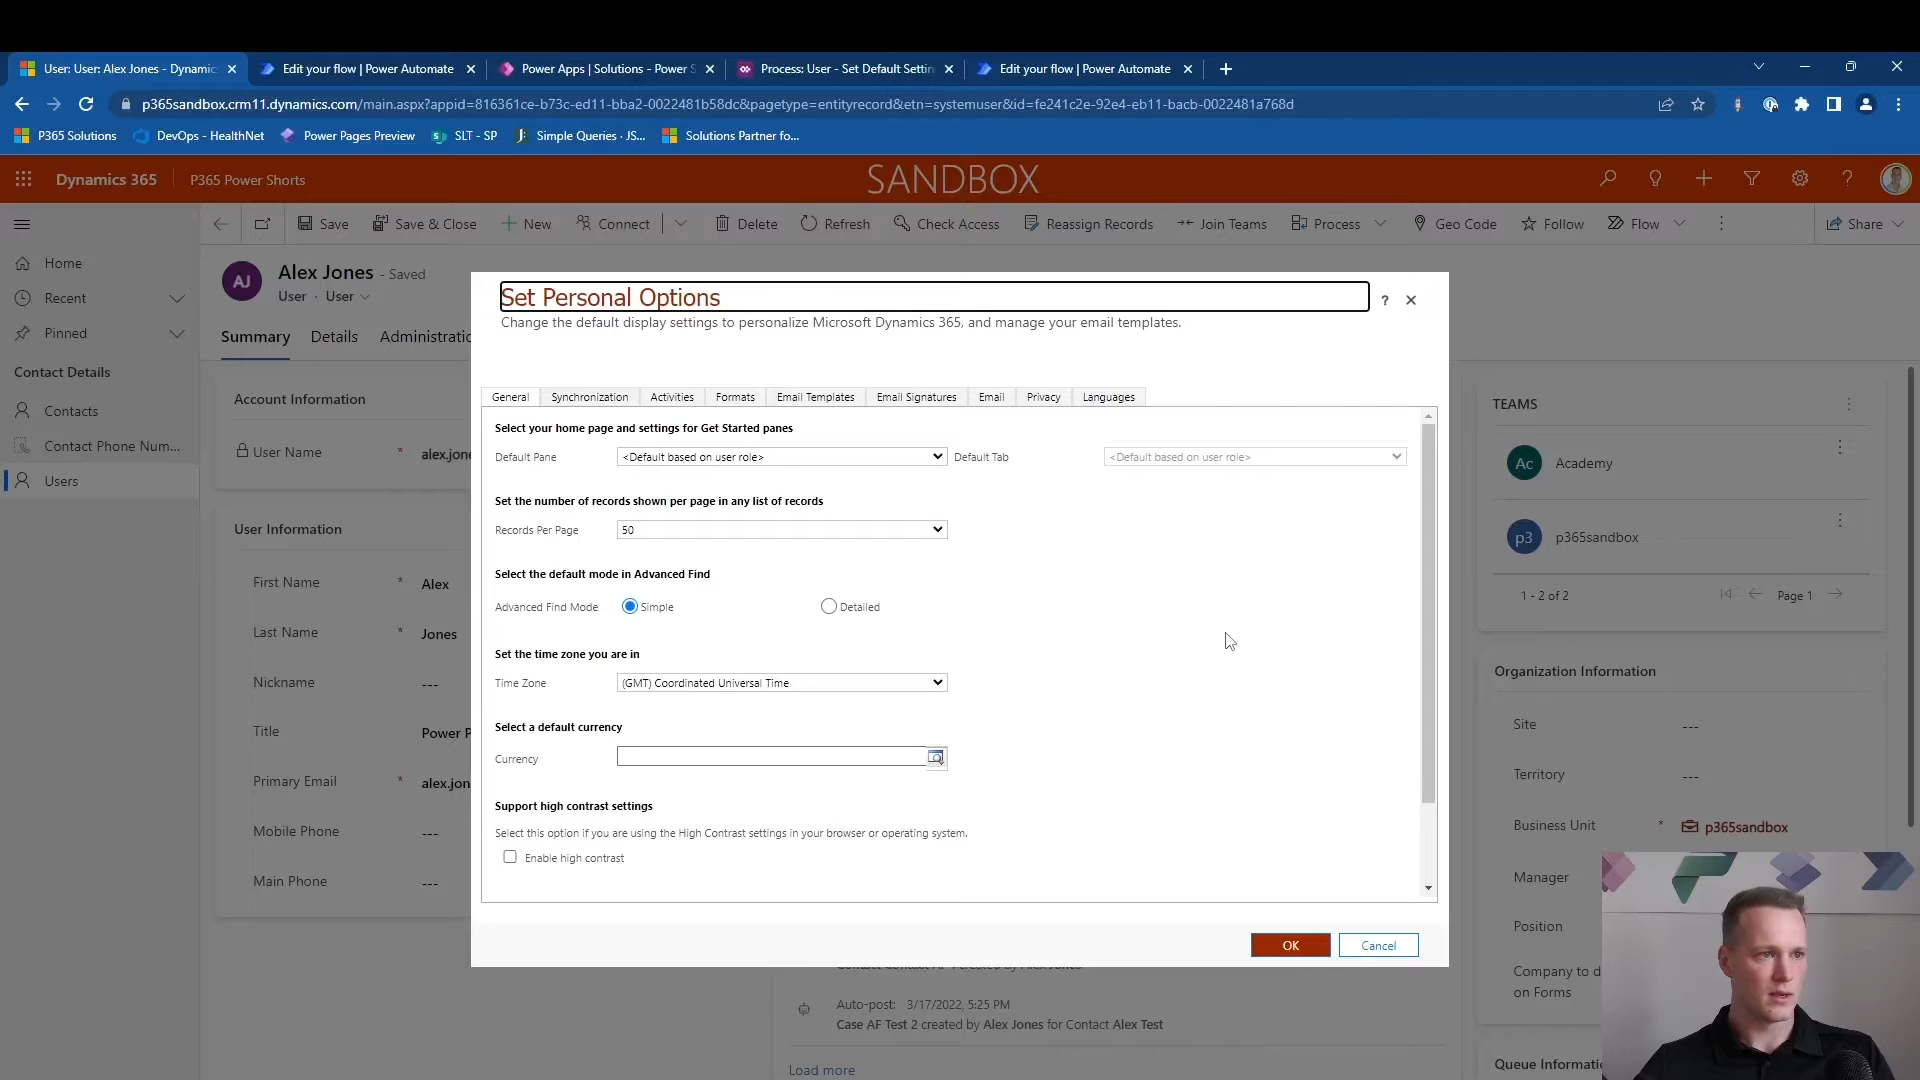 User: User: Alex Jones - Dynamic
Edit your flow | Power Automate
Power Apps | Solutions - Power S
Process: User - Set Default Settin
Edit your flow | Power Automate
p365sandbox.crm11.dynamics.com/main.aspx?appid=816361ce-b73c-ed11-bba2-0022481b58dc&pagetype=entityrecord&etn=systemuser&id=fe241c2e-92e4-eb11-bacb-0022481a768d
P365 Solutions
DevOps - HealthNet
Power Pages Preview
SLT - SP
Simple Queries · JS...
Solutions Partner fo...
Dynamics 365
P365 Power Shorts
SANDBOX
Save
Save & Close
New
Connect
Delete
Refresh
Check Access
Reassign Records
Join Teams
Process
Geo Code
Follow
Flow
Share
Home
Recent
Pinned
Contact Details
Contacts
Contact Phone Num...
Users
AJ
Alex Jones - Saved
User · User
Summary
Details
Administratio
Account Information
User Name * alex.jone
User Information
First Name * Alex
Last Name * Jones
Nickname ---
Title Power P
Primary Email * alex.jon
Mobile Phone ---
Main Phone ---
Set Personal Options
?
Change the default display settings to personalize Microsoft Dynamics 365, and manage your email templates.
General
Synchronization
Activities
Formats
Email Templates
Email Signatures
Email
Privacy
Languages
Select your home page and settings for Get Started panes
Default Pane <Default based on user role> Default Tab <Default based on user role>
Set the number of records shown per page in any list of records
Records Per Page 50
Select the default mode in Advanced Find
Advanced Find Mode Simple Detailed
Set the time zone you are in
Time Zone (GMT) Coordinated Universal Time
Select a default currency
Currency
Support high contrast settings
Select this option if you are using the High Contrast settings in your browser or operating system.
Enable high contrast
OK
Cancel
Auto-post: 3/17/2022, 5:25 PM
Case AF Test 2 created by Alex Jones for Contact Alex Test
Load more
TEAMS
Ac Academy
p3 p365sandbox
1 - 2 of 2
Page 1
Organization Information
Site ---
Territory ---
Business Unit * p365sandbox
Manager
Position
Company to d
on Forms
Queue Informatio